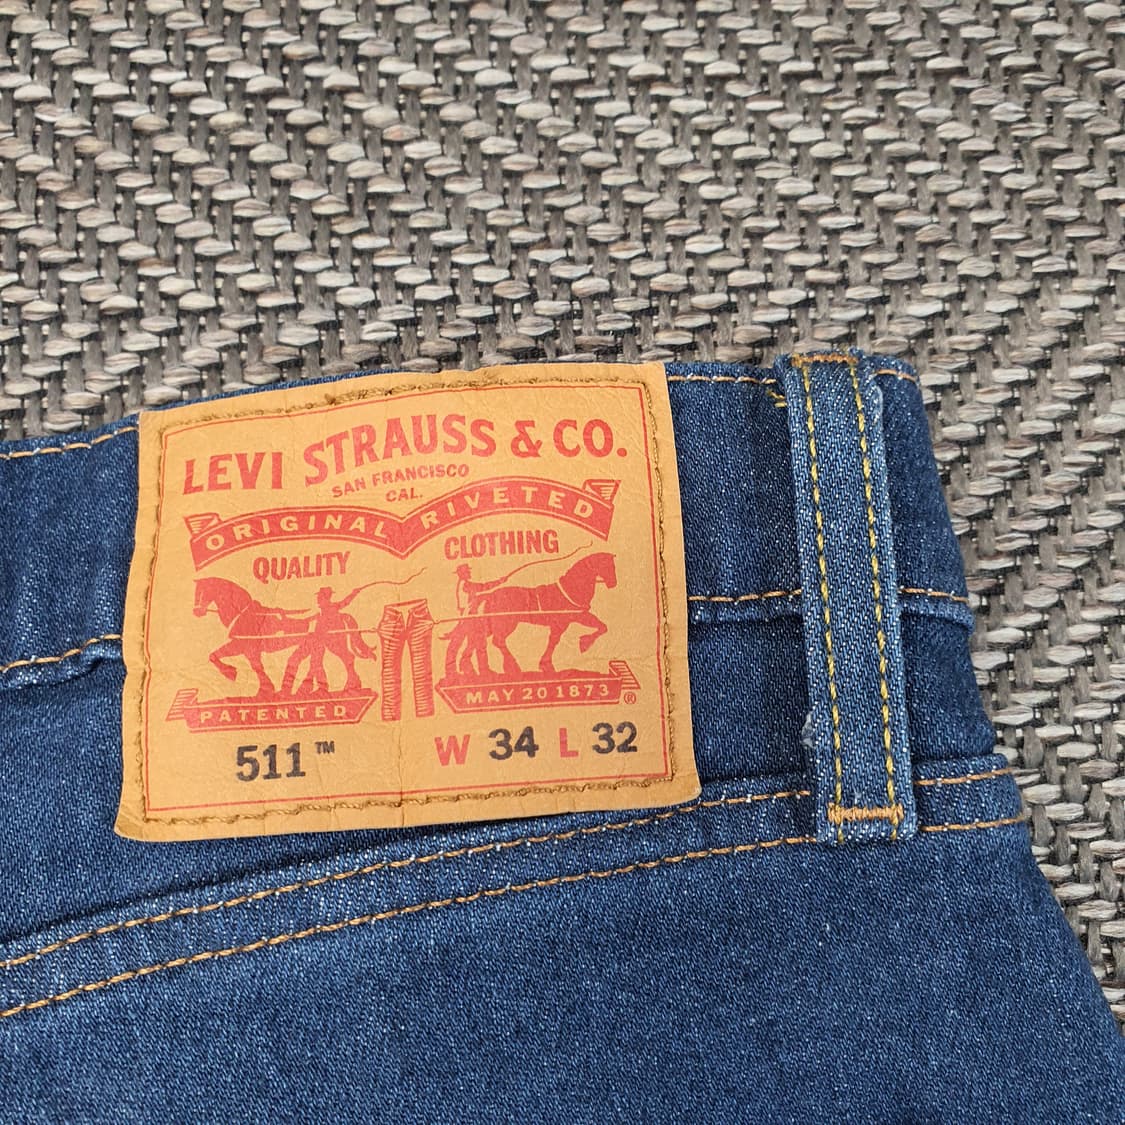 LEVI STRAUSS & CO.
SAN FRANCISCO
CAL.
ORIGINAL RIVETED
QUALITY CLOTHING
PATENTED MAY 20 1873 ®
511™ W 34 L 32